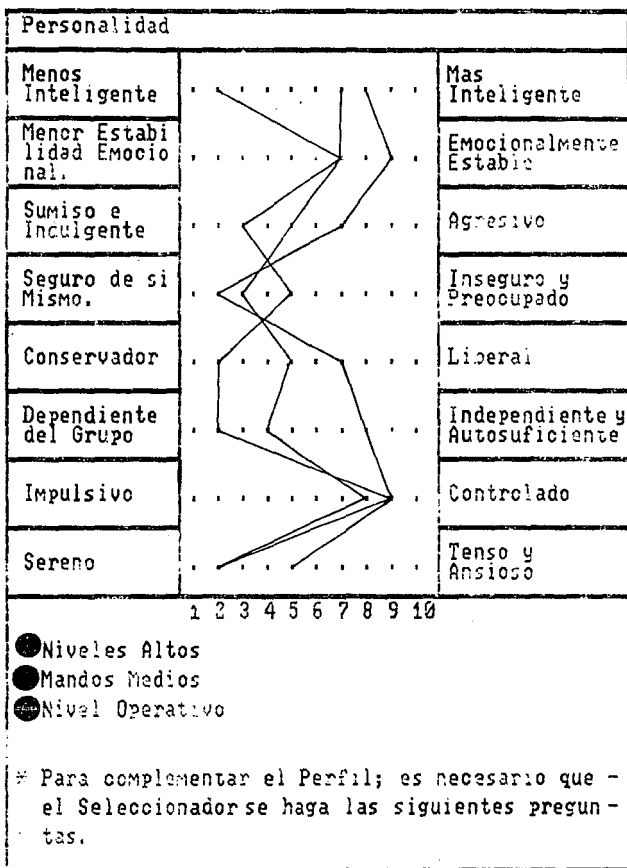 Personalidad
Menos
Inteligente
Mas
Inteligente
Menor Estabi
lidad Emocio
nal.
Emocionalmente
Estable
Sumiso e
Inculgente
Agresivo
Seguro de si
Mismo.
Inseguro y
Preocupado
Conservador
Liberal
Dependiente
del Grupo
Independiente y
Autosuficiente
Impulsivo
Controlado
Sereno
Tenso y
Ansioso
1 2 3 4 5 6 7 8 9 10
Niveles Altos
Mandos Medios
Nivel Operativo
* Para complementar el Perfil; es necesario que -
el Seleccionador se haga las siguientes pregun -
tas.